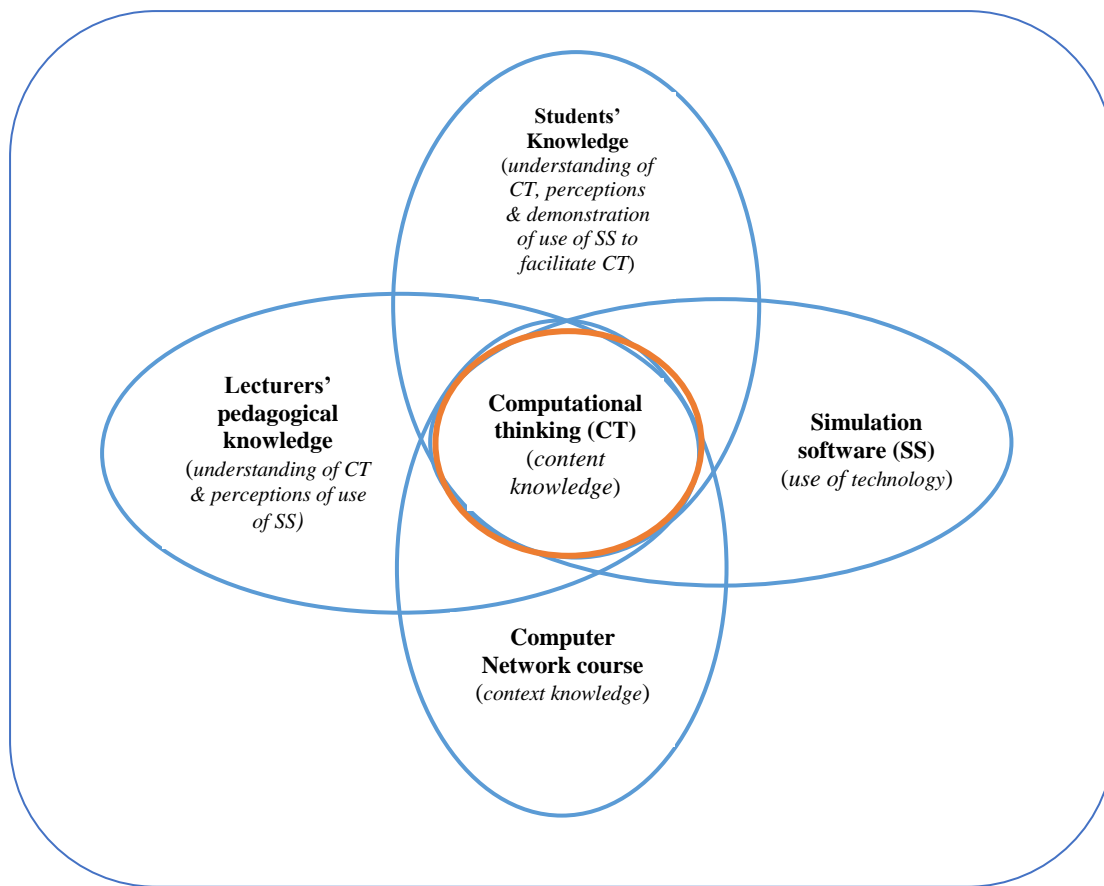 Students’
Knowledge
(understanding of
CT, perceptions
& demonstration
of use of SS to
facilitate CT)
Lecturers’
pedagogical
knowledge
(understanding of CT
& perceptions of use
of SS)
Computational
thinking (CT)
(content
knowledge)
Simulation
software (SS)
(use of technology)
Computer
Network course
(context knowledge)